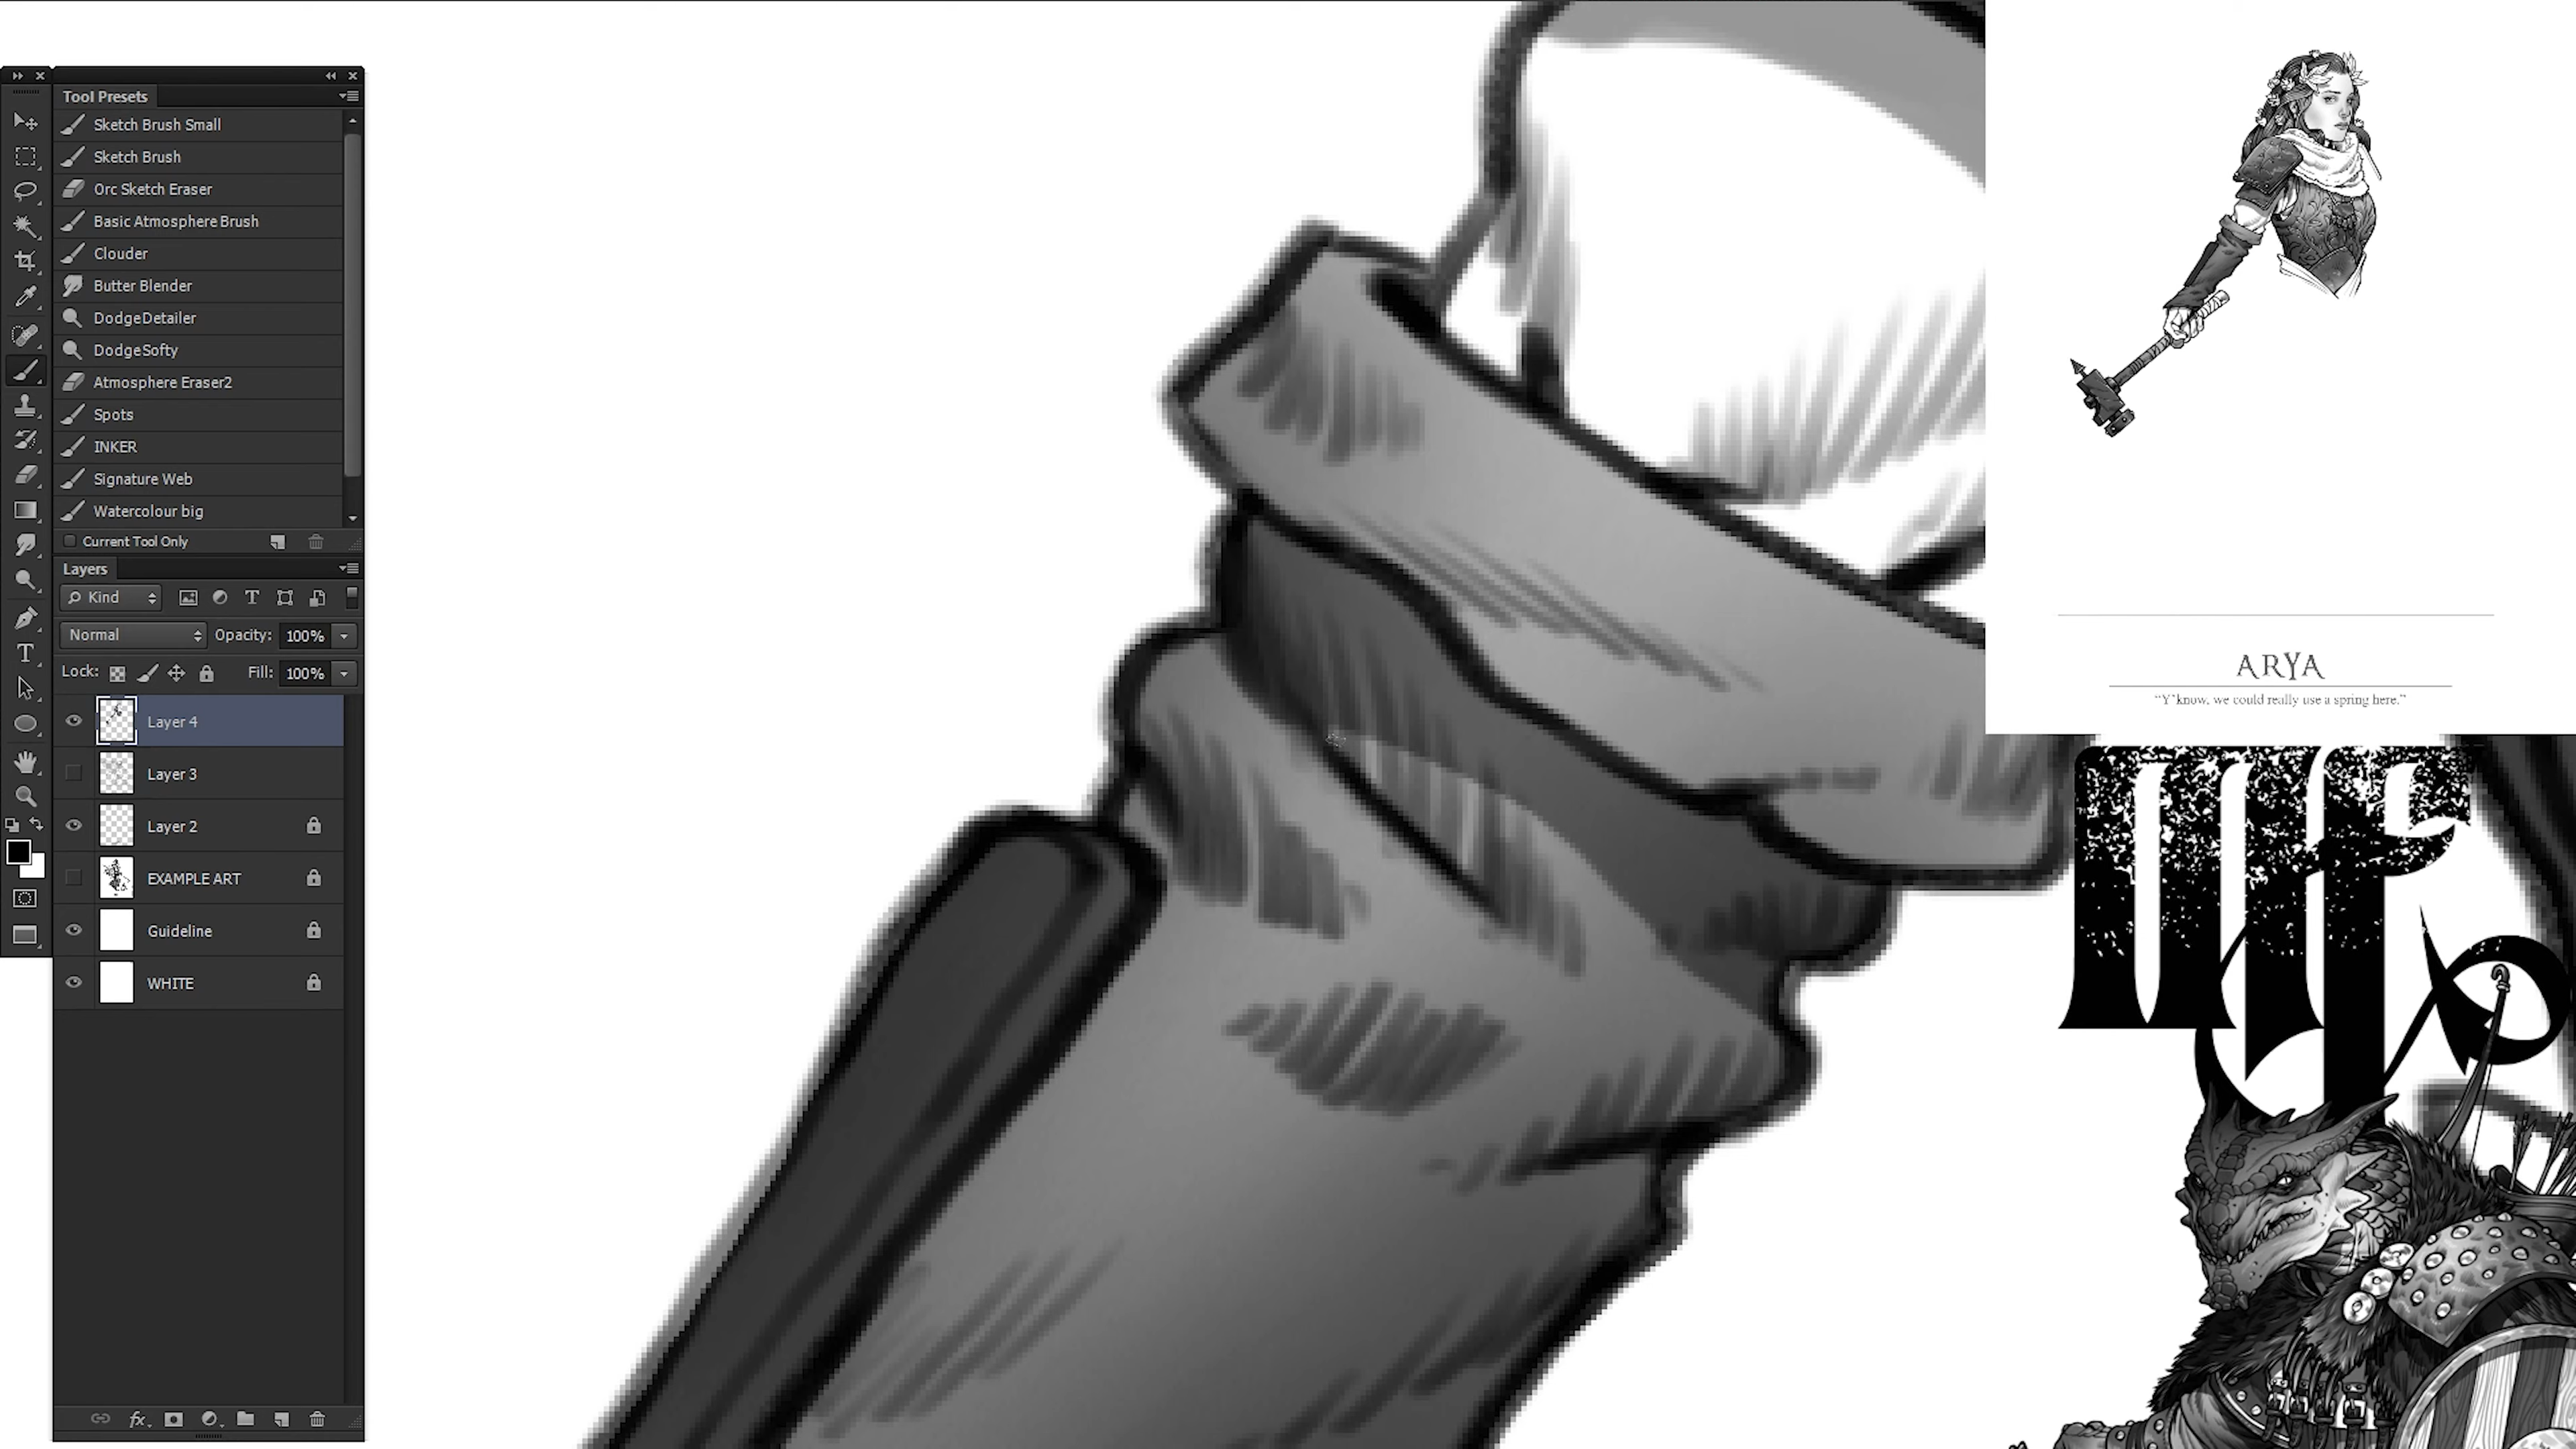 Tool Presets
Sketch Brush Small
Sketch Brush
Orc Sketch Eraser
Basic Atmosphere Brush
Clouder
Butter Blender
DodgeDetailer
DodgeSofty
Atmosphere Eraser2
Spots
INKER
Signature Web
Watercolour big
Current Tool Only
Layers
Kind
Normal
Opacity: 100%
Lock:
Fill: 100%
Layer 4
Layer 3
Layer 2
EXAMPLE ART
Guideline
WHITE
ARYA
“Y’know, we could really use a spring here.”